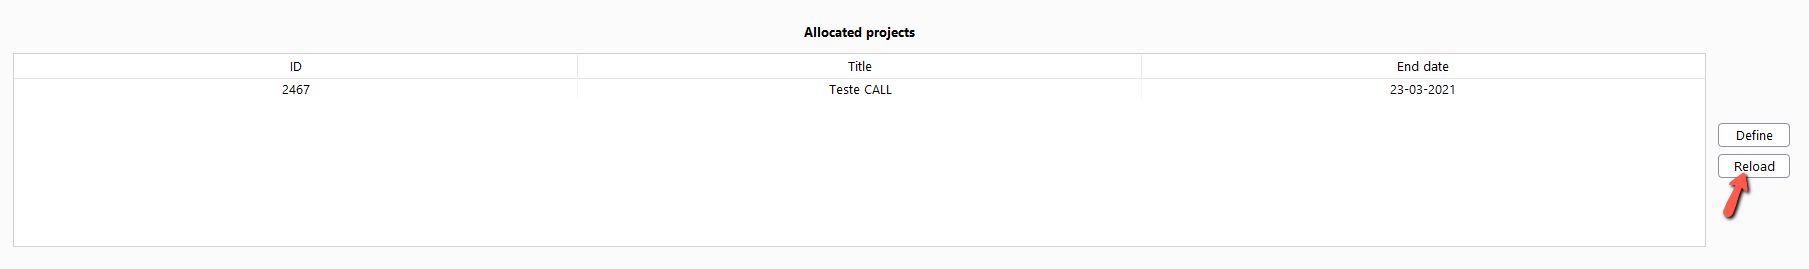 Allocated projects
ID Title End date
2467 Teste CALL 23-03-2021
Define
Reload